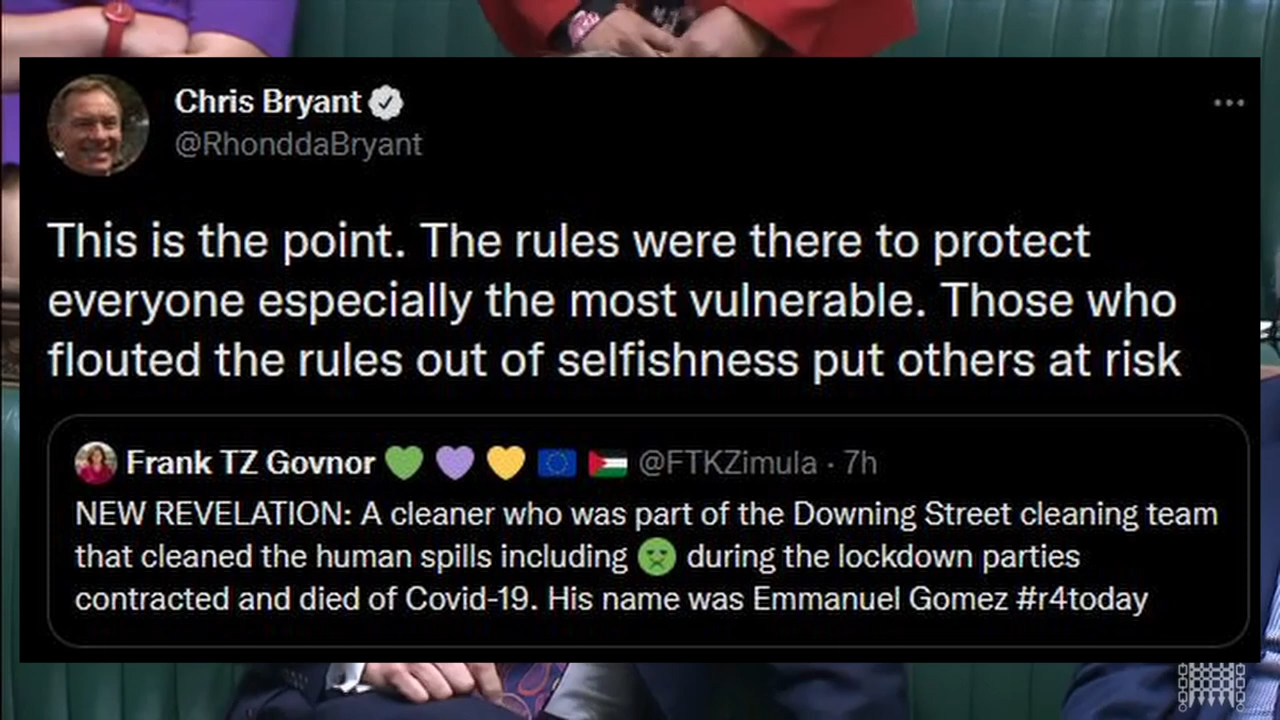 Chris Bryant
@RhonddaBryant
This is the point. The rules were there to protect
everyone especially the most vulnerable. Those who
flouted the rules out of selfishness put others at risk
Frank TZ Govnor 💚 💜 💛 🇪🇺 🇵🇸 @FTKZimula · 7h
NEW REVELATION: A cleaner who was part of the Downing Street cleaning team
that cleaned the human spills including 🤢 during the lockdown parties
contracted and died of Covid-19. His name was Emmanuel Gomez #r4today